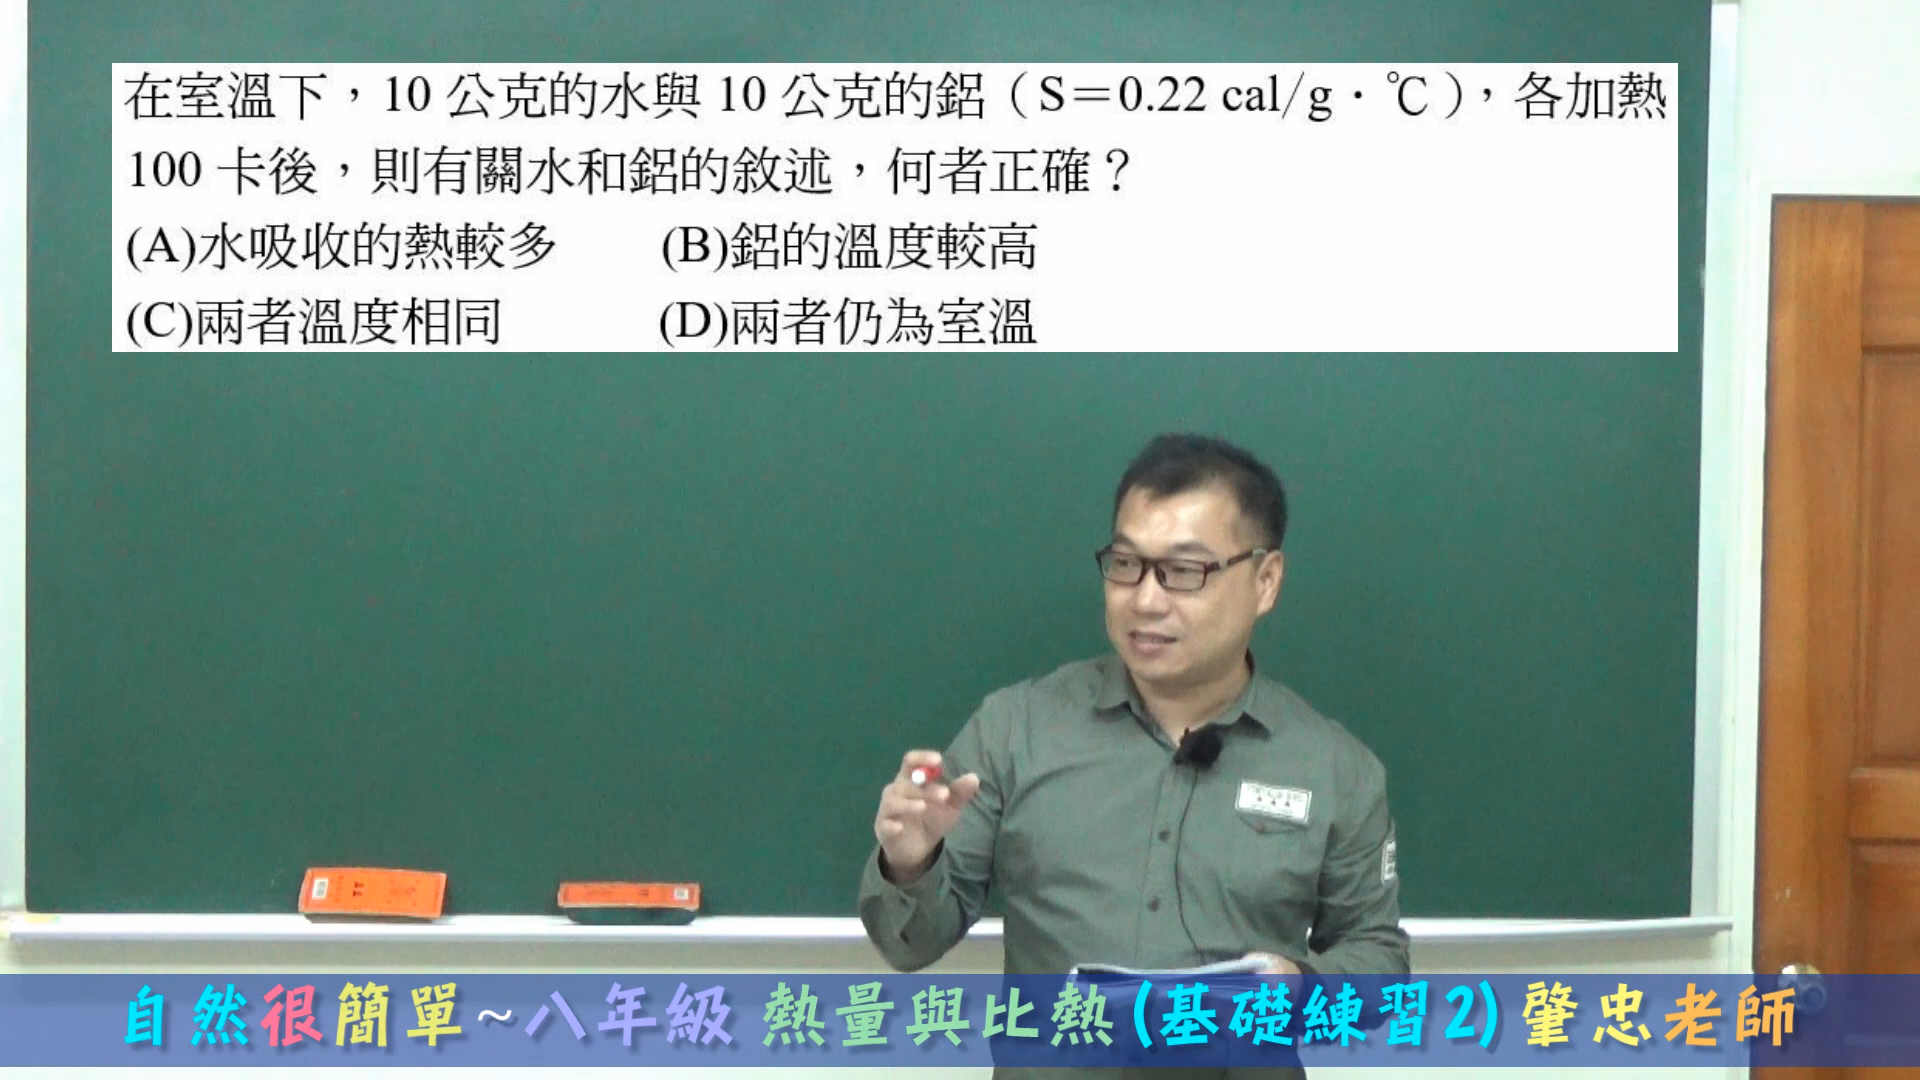 在室溫下，10 公克的水與 10 公克的鋁（S＝0.22 cal/g．℃），各加熱
100 卡後，則有關水和鋁的敘述，何者正確？
(A)水吸收的熱較多 (B)鋁的溫度較高
(C)兩者溫度相同 (D)兩者仍為室溫
自然很簡單~八年級 熱量與比熱(基礎練習2)肇忠老師